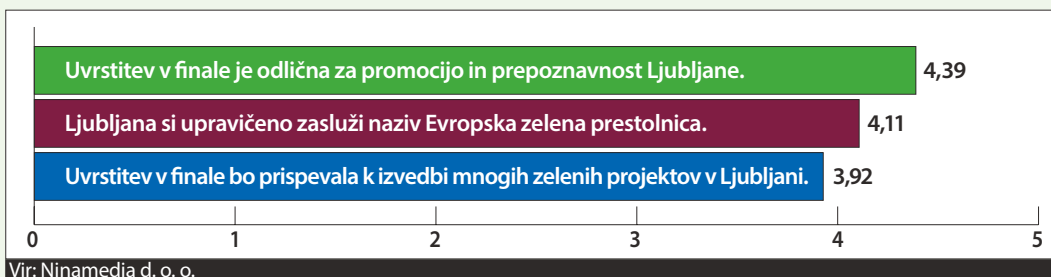 Uvrstitev v finale je odlična za promocijo in prepoznavnost Ljubljane.
4,39
Ljubljana si upravičeno zasluži naziv Evropska zelena prestolnica.
4,11
Uvrstitev v finale bo prispevala k izvedbi mnogih zelenih projektov v Ljubljani.
3,92
0 1 2 3 4 5
Vir: Ninamedia d. o. o.